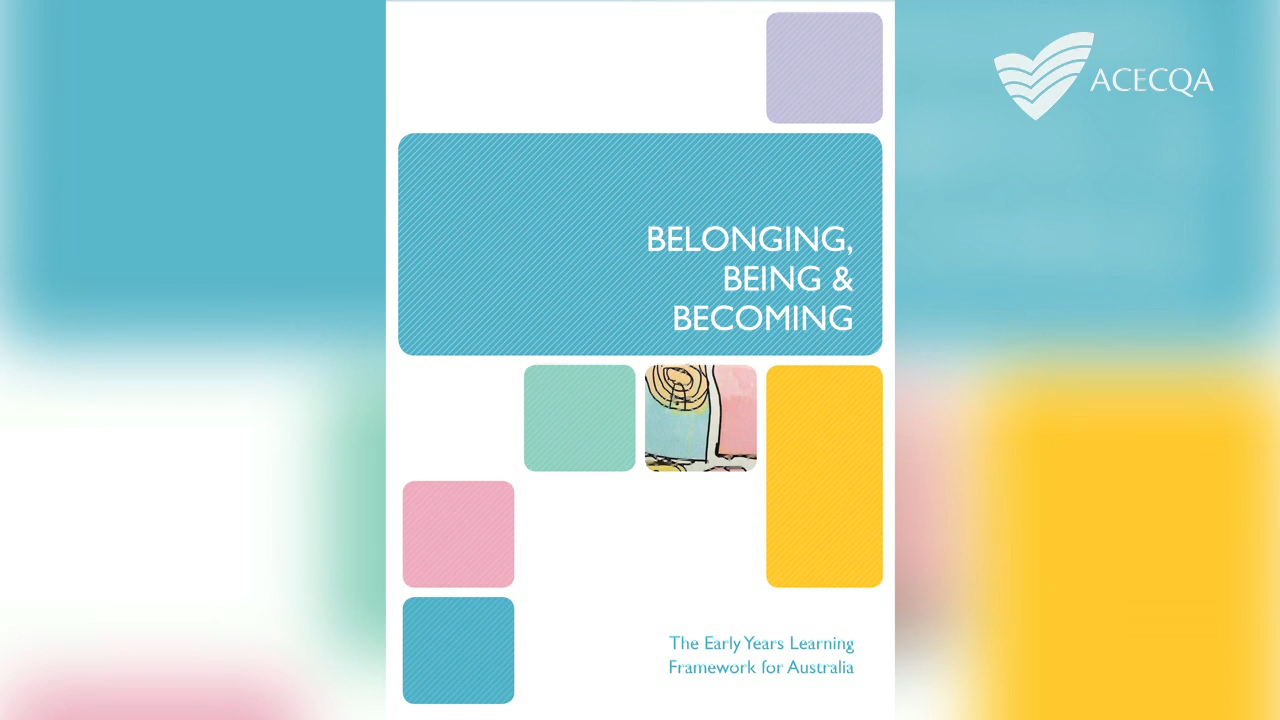 ACECQA
BELONGING,
BEING &
BECOMING
The Early Years Learning
Framework for Australia